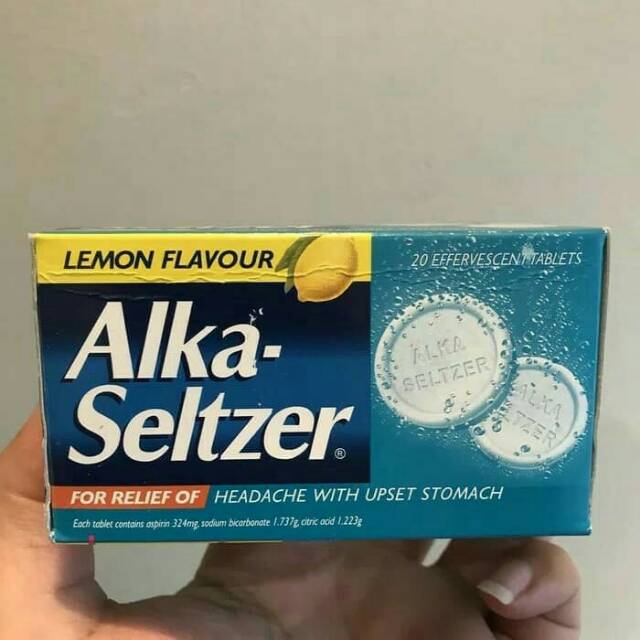 LEMON FLAVOUR
20 EFFERVESCENT TABLETS
Alka-
Seltzer®
FOR RELIEF OF HEADACHE WITH UPSET STOMACH
Each tablet contains aspirin 324mg, sodium bicarbonate 1.737g, citric acid 1.223g
ALKA
SELTZER
ALKA
SELTZER